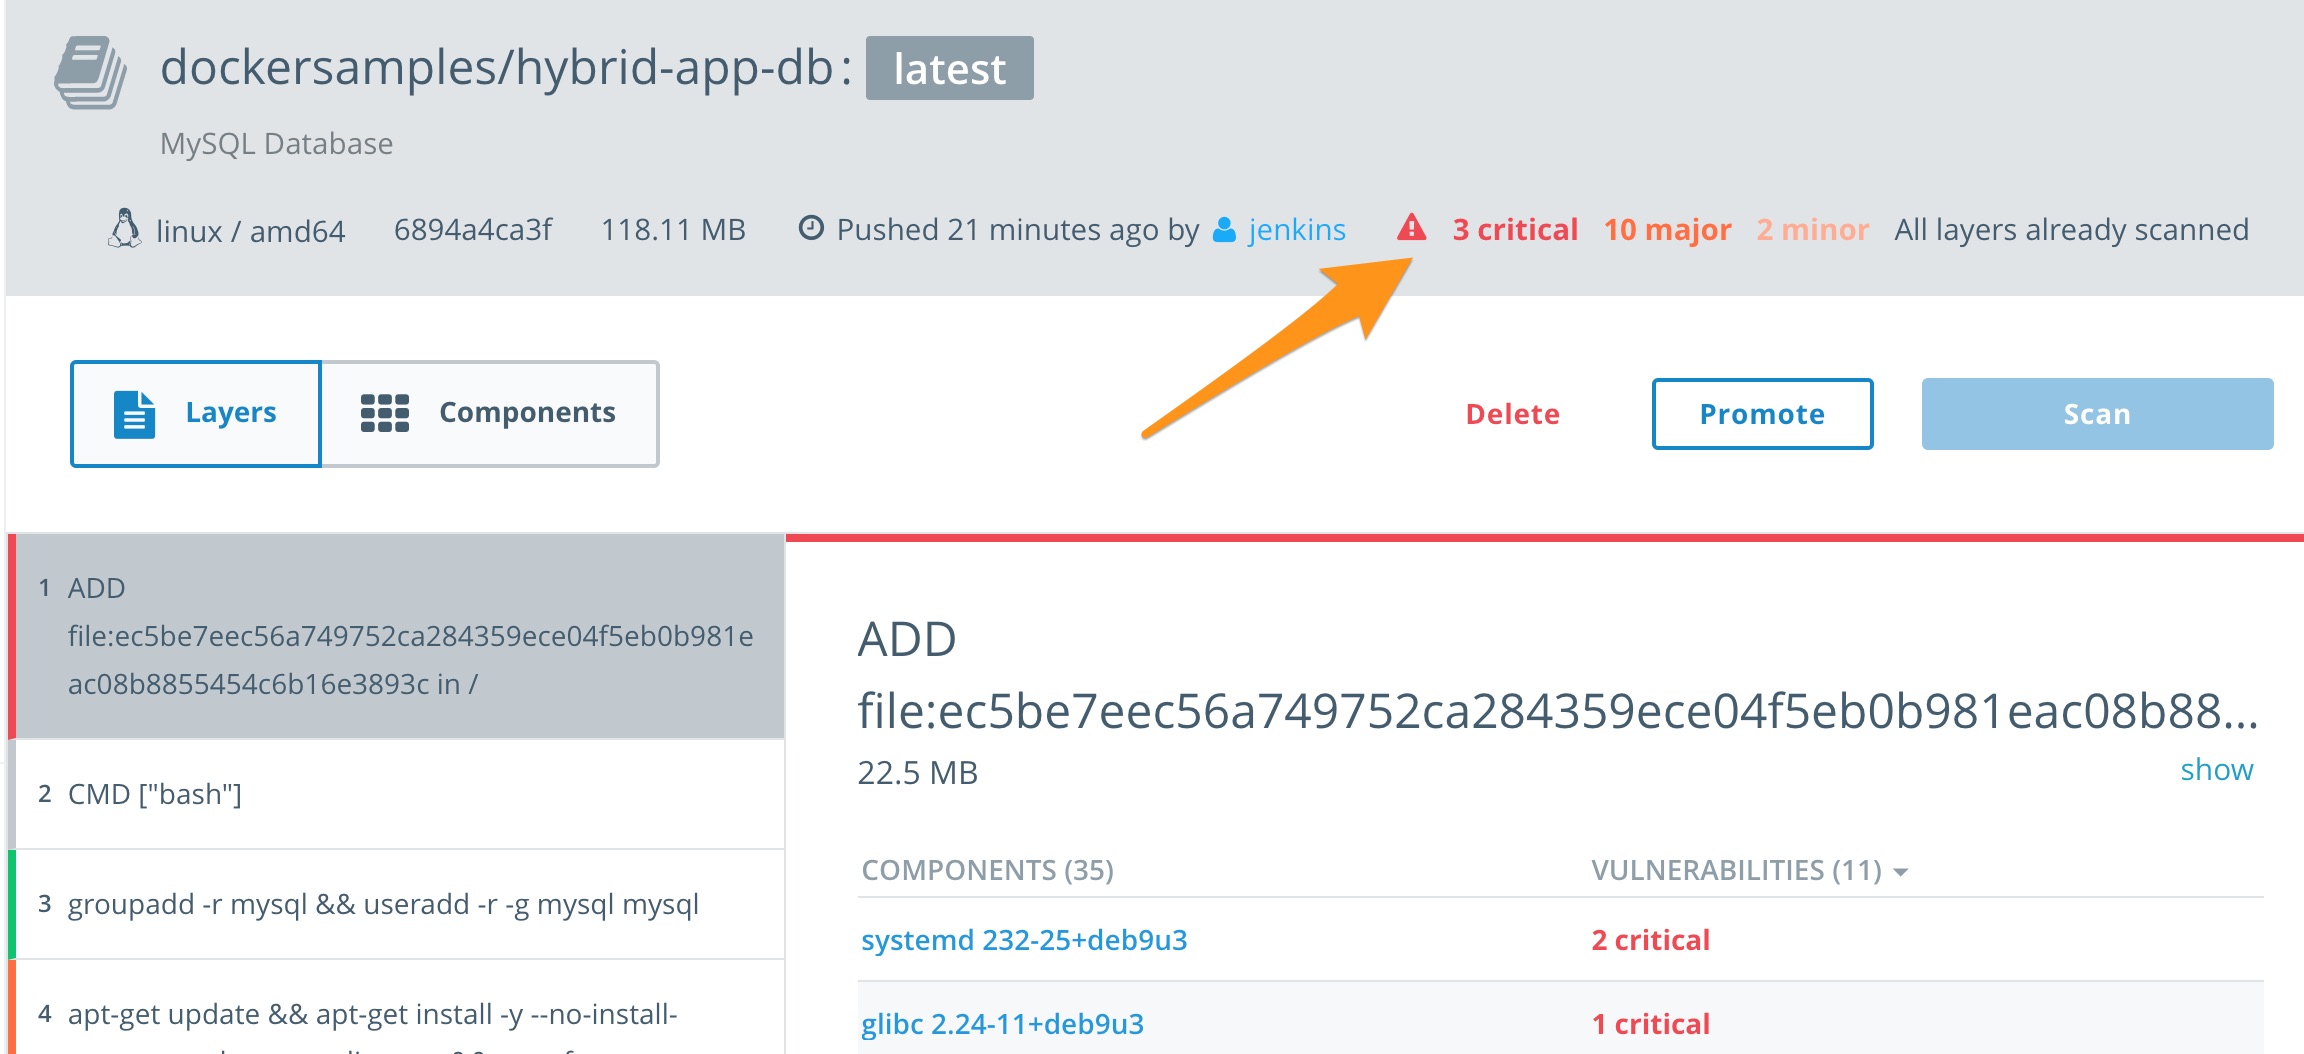 dockersamples/hybrid-app-db: latest
MySQL Database
linux / amd64 6894a4ca3f 118.11 MB Pushed 21 minutes ago by jenkins 3 critical 10 major 2 minor All layers already scanned
Layers Components Delete Promote Scan
1 ADD
file:ec5be7eec56a749752ca284359ece04f5eb0b981e
ac08b8855454c6b16e3893c in /
2 CMD ["bash"]
3 groupadd -r mysql && useradd -r -g mysql mysql
4 apt-get update && apt-get install -y --no-install-
ADD
file:ec5be7eec56a749752ca284359ece04f5eb0b981eac08b88...
22.5 MB show
COMPONENTS (35) VULNERABILITIES (11)
systemd 232-25+deb9u3 2 critical
glibc 2.24-11+deb9u3 1 critical